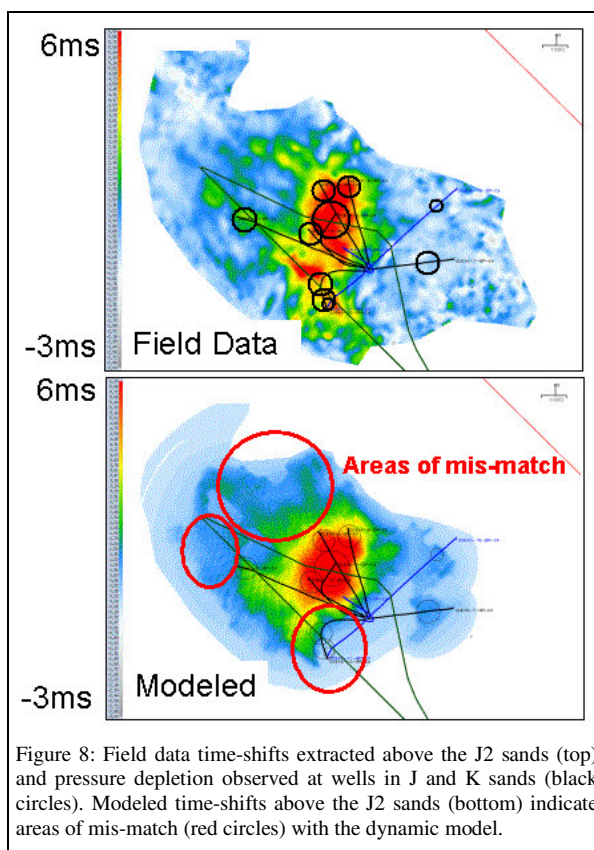 6ms
-3ms
Field Data
6ms
Areas of mis-match
-3ms
Modeled
Figure 8: Field data time-shifts extracted above the J2 sands (top)
and pressure depletion observed at wells in J and K sands (black
circles). Modeled time-shifts above the J2 sands (bottom) indicate
areas of mis-match (red circles) with the dynamic model.